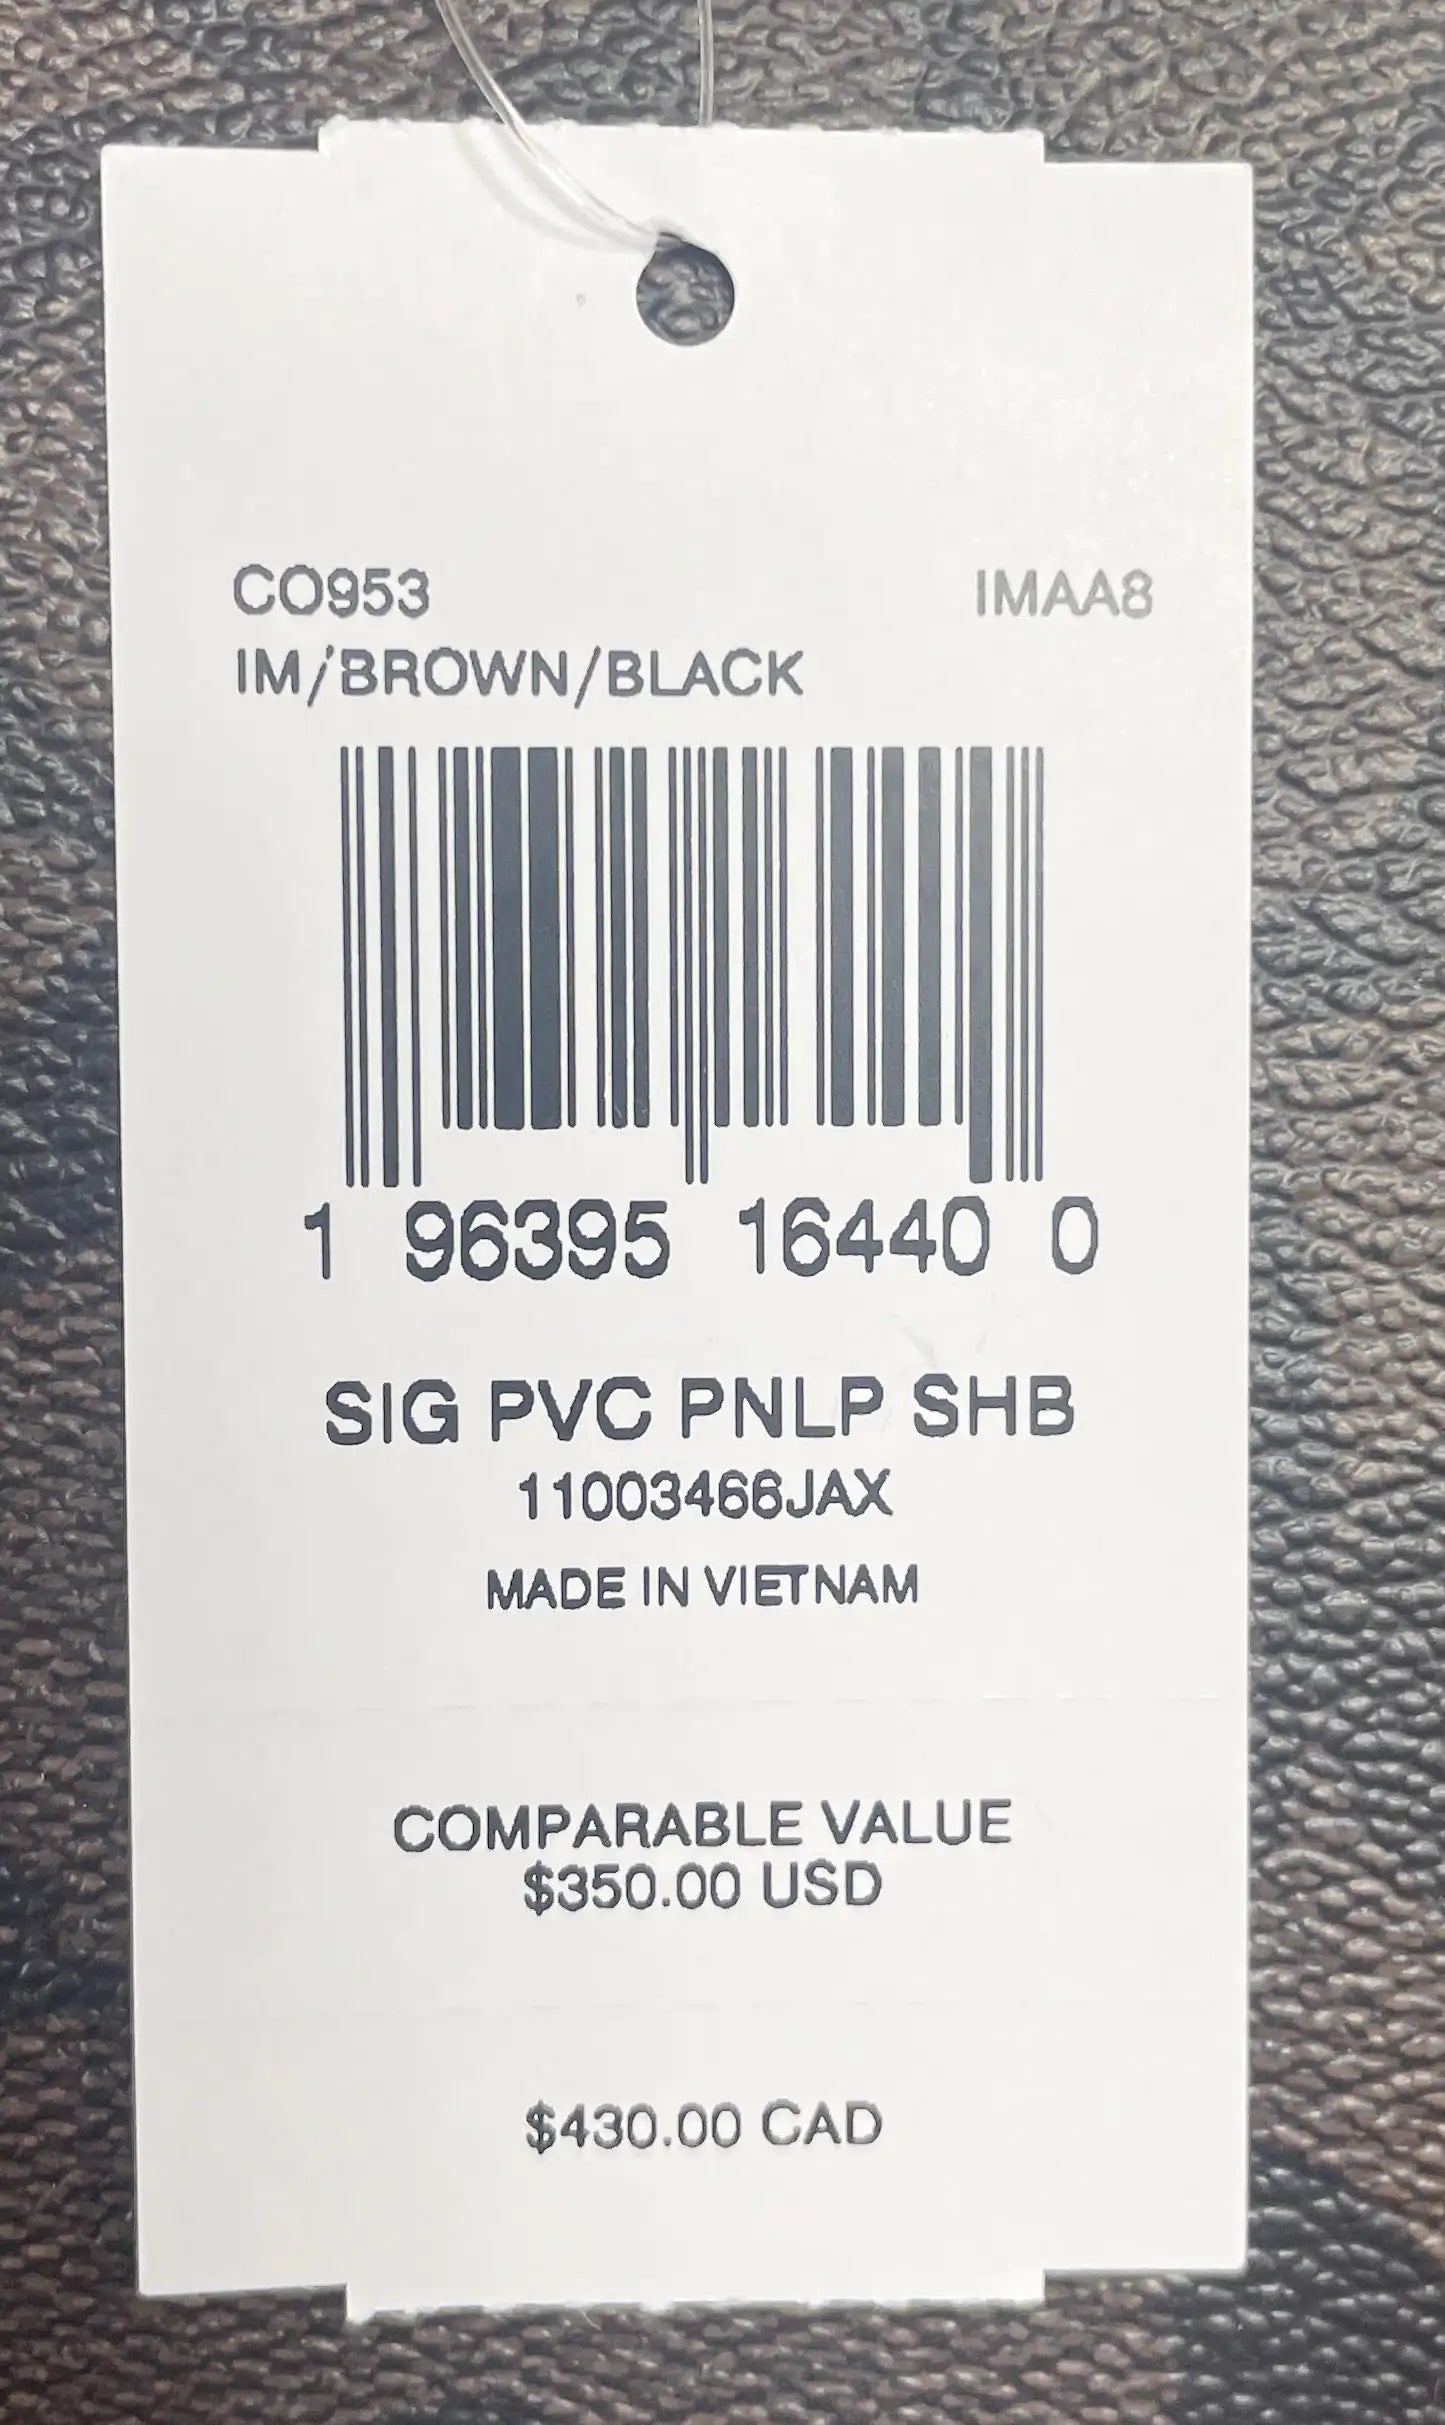 CO953 IMAA8
IM/BROWN/BLACK
1 96395 16440 0
SIG PVC PNLP SHB
11003466JAX
MADE IN VIETNAM
COMPARABLE VALUE
$350.00 USD
$430.00 CAD